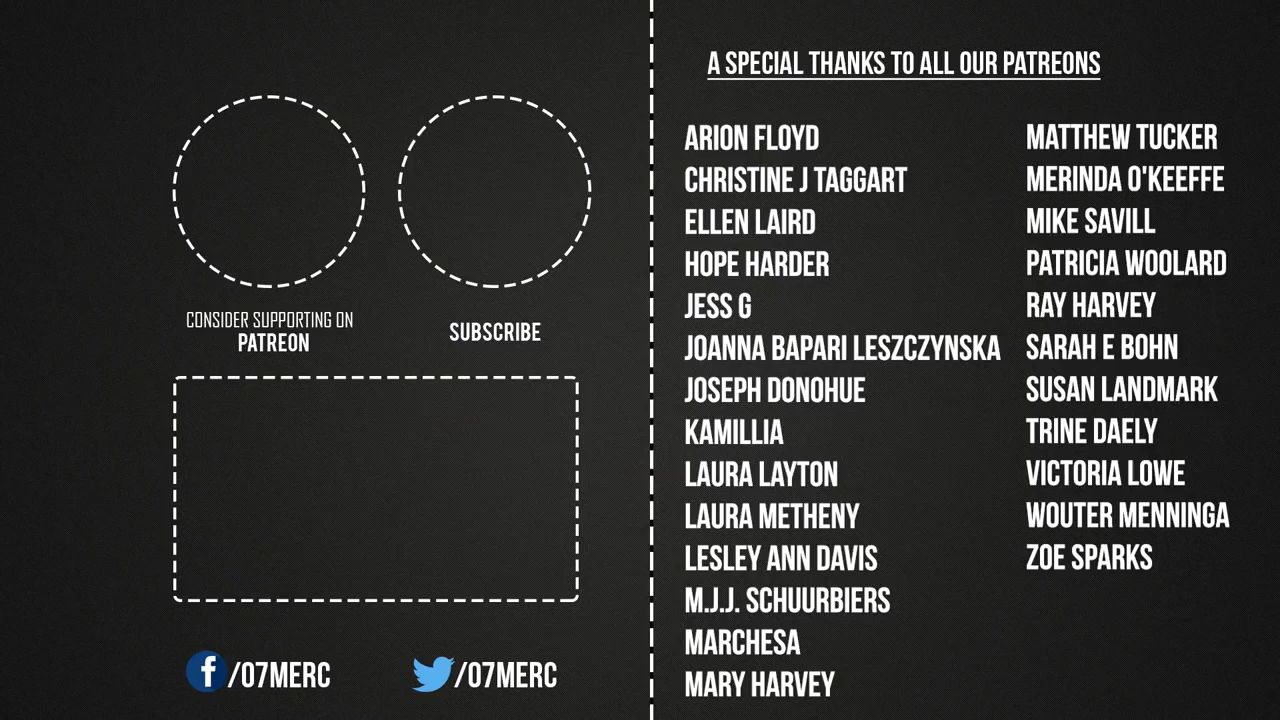 CONSIDER SUPPORTING ON
PATREON
SUBSCRIBE
/07MERC
/07MERC
A SPECIAL THANKS TO ALL OUR PATREONS
ARION FLOYD
CHRISTINE J TAGGART
ELLEN LAIRD
HOPE HARDER
JESS G
JOANNA BAPARI LESZCZYNSKA
JOSEPH DONOHUE
KAMILLIA
LAURA LAYTON
LAURA METHENY
LESLEY ANN DAVIS
M.J.J. SCHUURBIERS
MARCHESA
MARY HARVEY
MATTHEW TUCKER
MERINDA O'KEEFFE
MIKE SAVILL
PATRICIA WOOLARD
RAY HARVEY
SARAH E BOHN
SUSAN LANDMARK
TRINE DAELY
VICTORIA LOWE
WOUTER MENNINGA
ZOE SPARKS